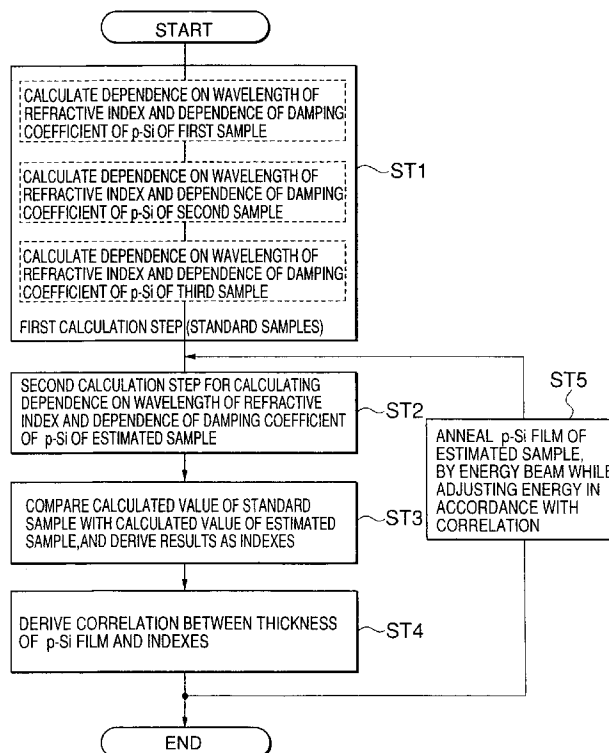 START
CALCULATE DEPENDENCE ON WAVELENGTH OF
REFRACTIVE INDEX AND DEPENDENCE OF DAMPING
COEFFICIENT OF p-Si OF FIRST SAMPLE
CALCULATE DEPENDENCE ON WAVELENGTH OF
REFRACTIVE INDEX AND DEPENDENCE OF DAMPING
COEFFICIENT OF p-Si OF SECOND SAMPLE
CALCULATE DEPENDENCE ON WAVELENGTH OF
REFRACTIVE INDEX AND DEPENDENCE OF DAMPING
COEFFICIENT OF p-Si OF THIRD SAMPLE
FIRST CALCULATION STEP (STANDARD SAMPLES)
ST1
SECOND CALCULATION STEP FOR CALCULATING
DEPENDENCE ON WAVELENGTH OF REFRACTIVE
INDEX AND DEPENDENCE OF DAMPING COEFFICIENT
OF p-Si OF ESTIMATED SAMPLE
ST2
COMPARE CALCULATED VALUE OF STANDARD
SAMPLE WITH CALCULATED VALUE OF ESTIMATED
SAMPLE,AND DERIVE RESULTS AS INDEXES
ST3
DERIVE CORRELATION BETWEEN THICKNESS
OF p-Si FILM AND INDEXES
ST4
ST5
ANNEAL p-Si FILM OF
ESTIMATED SAMPLE,
BY ENERGY BEAM WHILE
ADJUSTING ENERGY IN
ACCORDANCE WITH
CORRELATION
END